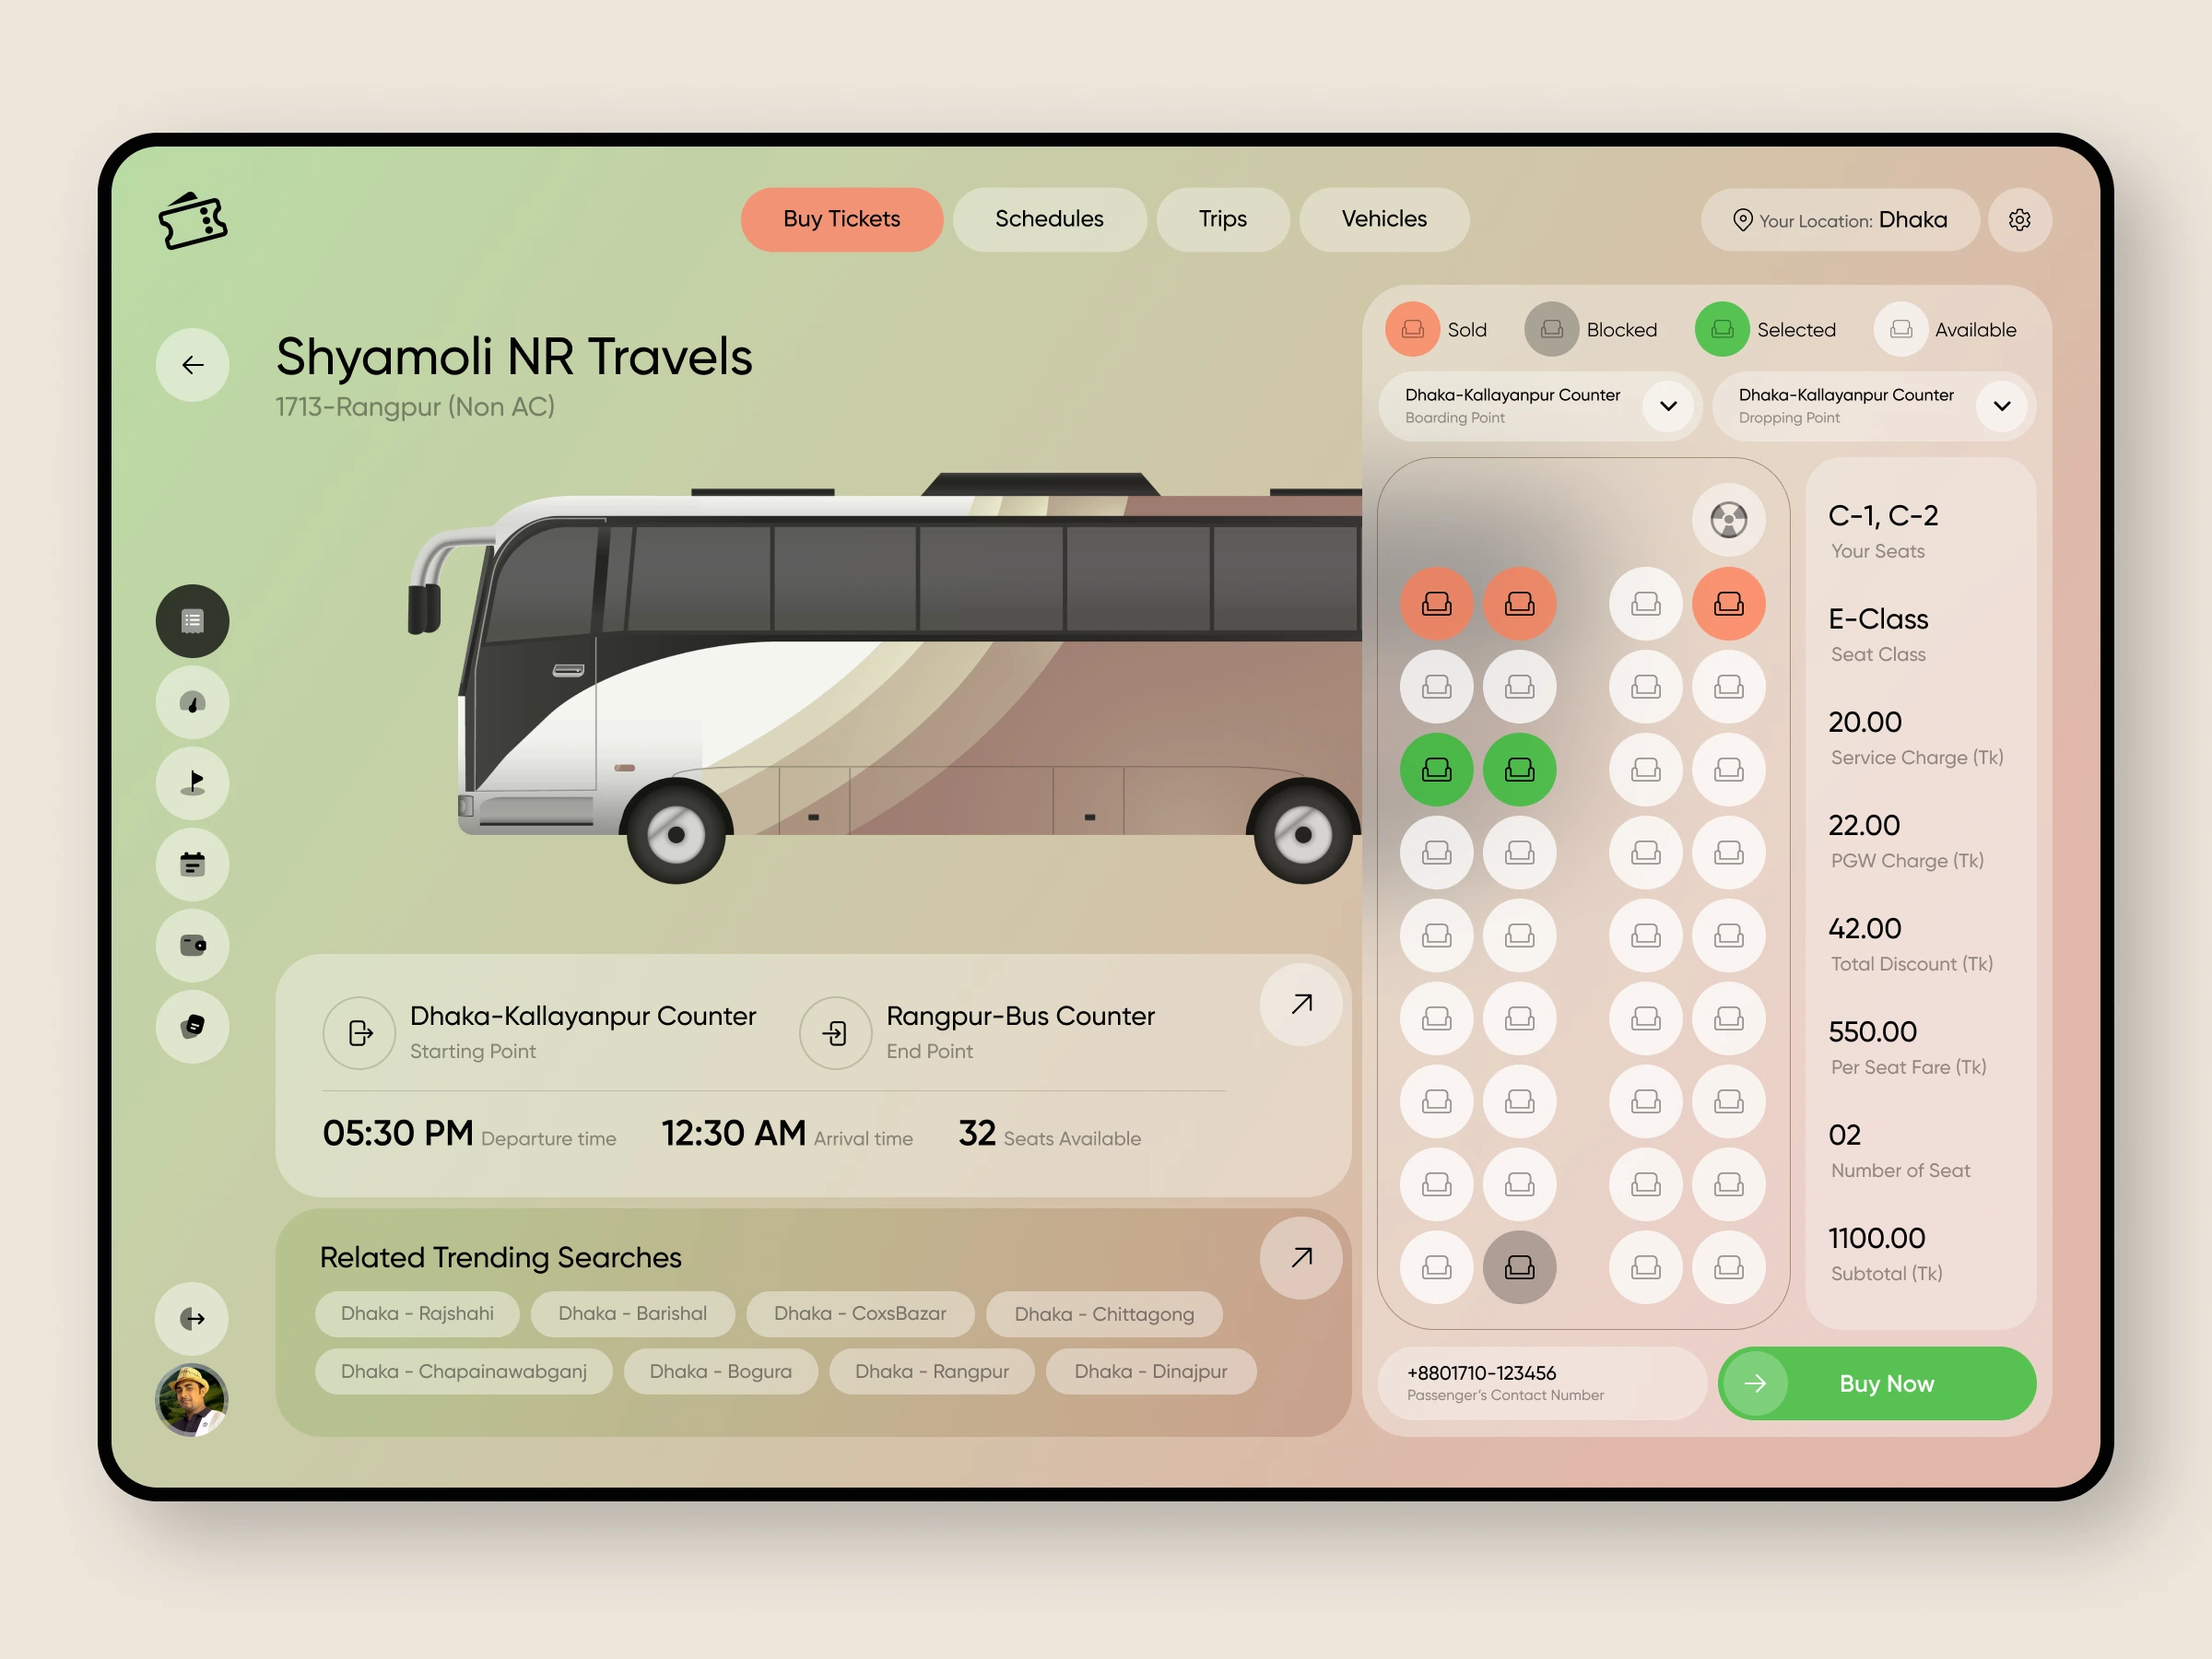 Buy Tickets
Schedules
Trips
Vehicles
Your Location: Dhaka
Shyamoli NR Travels
1713-Rangpur (Non AC)
Sold
Blocked
Selected
Available
Dhaka-Kallayanpur Counter
Boarding Point
Dhaka-Kallayanpur Counter
Dropping Point
C-1, C-2
Your Seats
E-Class
Seat Class
20.00
Service Charge (Tk)
22.00
PGW Charge (Tk)
42.00
Total Discount (Tk)
550.00
Per Seat Fare (Tk)
02
Number of Seat
1100.00
Subtotal (Tk)
Dhaka-Kallayanpur Counter
Starting Point
Rangpur-Bus Counter
End Point
05:30 PM Departure time
12:30 AM Arrival time
32 Seats Available
Related Trending Searches
Dhaka - Rajshahi
Dhaka - Barishal
Dhaka - CoxsBazar
Dhaka - Chittagong
Dhaka - Chapainawabganj
Dhaka - Bogura
Dhaka - Rangpur
Dhaka - Dinajpur
+8801710-123456
Passenger's Contact Number
Buy Now